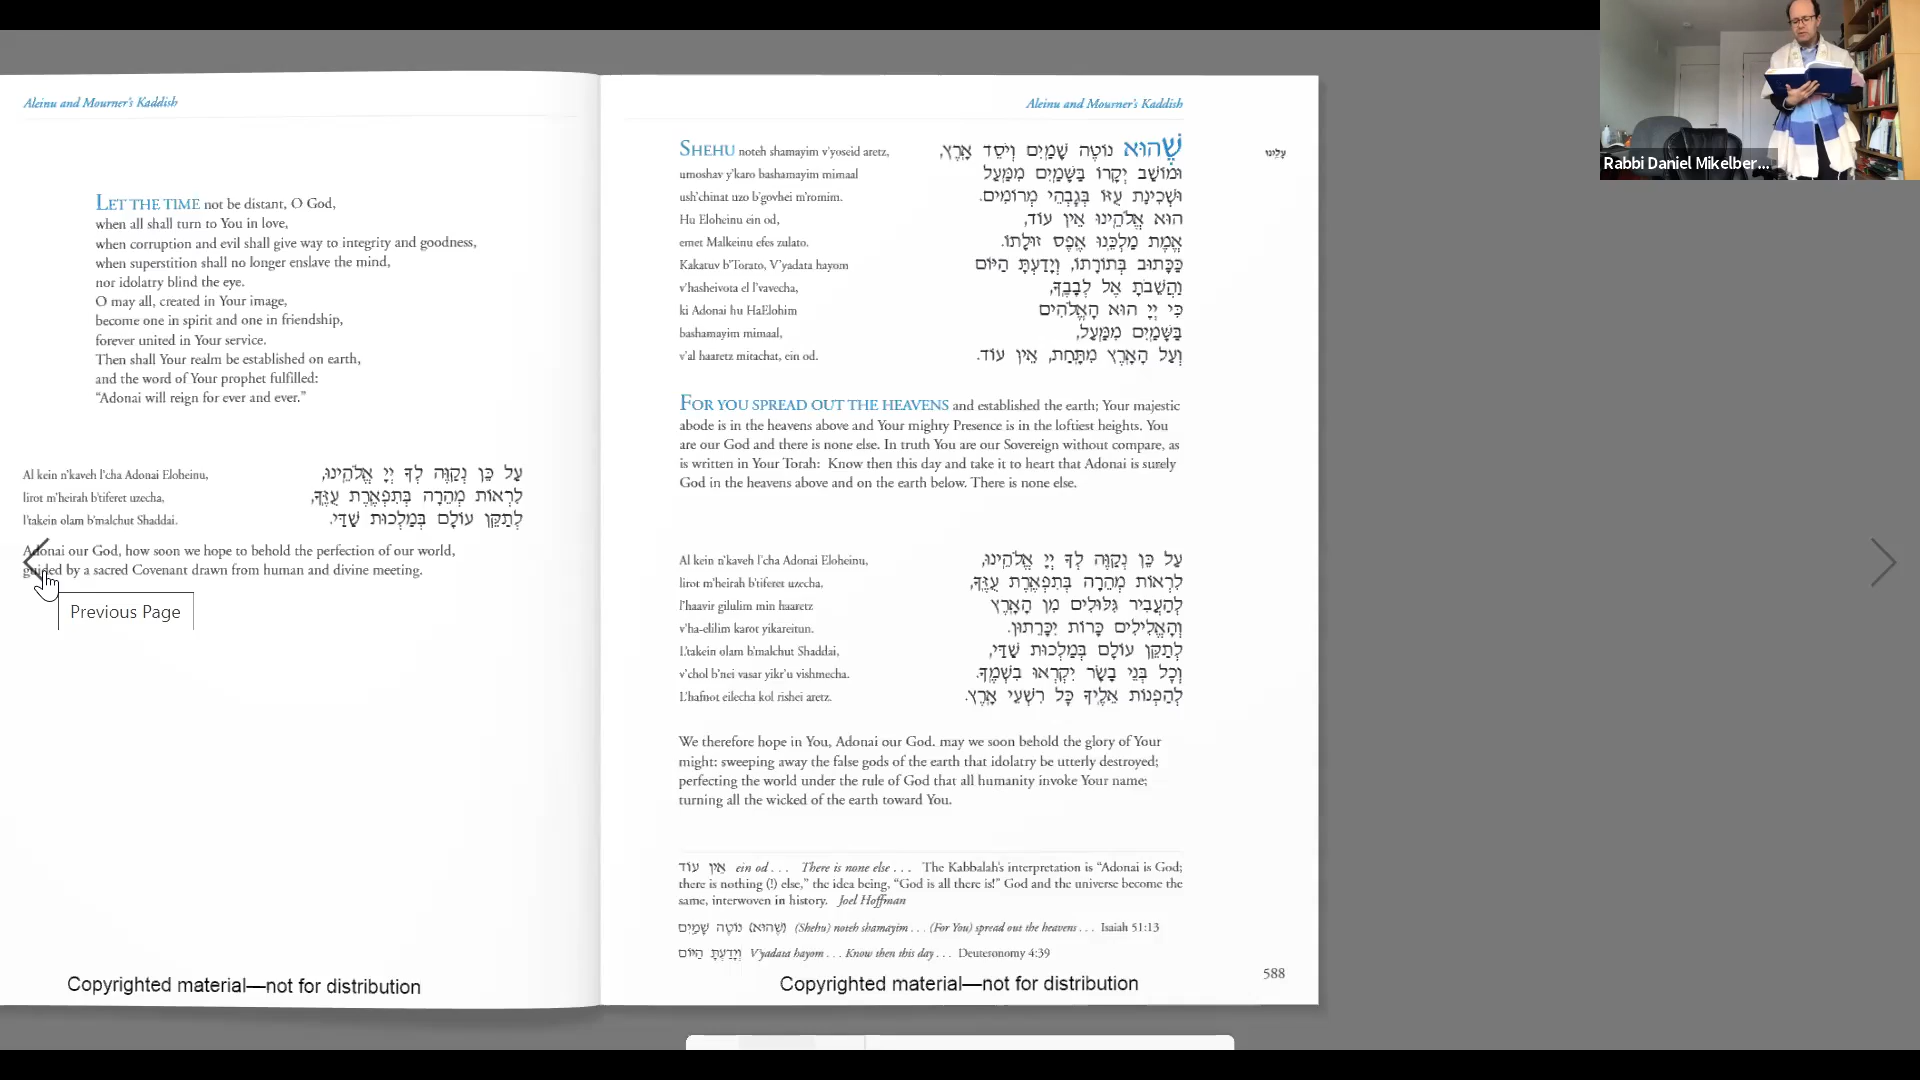 Aleinu and Mourner's Kaddish
LET THE TIME not be distant, O God,
when all shall turn to You in love,
when corruption and evil shall give way to integrity and goodness,
when superstition shall no longer enslave the mind,
nor idolatry blind the eye.
O may all, created in Your image,
become one in spirit and one in friendship,
forever united in Your service.
Then shall Your realm be established on earth,
and the word of Your prophet fulfilled:
“Adonai will reign for ever and ever.”
Al kein n'kaveh l'cha Adonai Eloheinu,
עַל כֵּן נְקַוֶּה לְךָ יְיָ אֱלֹהֵֽינוּ,
lirot m'heirah b'tiferet uzecha,
לִרְאוֹת מְהֵרָה בְּתִפְאֶֽרֶת עֻזֶּֽךָ,
l'takein olam b'malchut Shaddai.
לְתַקֵּן עוֹלָם בְּמַלְכוּת שַׁדַּי.
Adonai our God, how soon we hope to behold the perfection of our world,
guided by a sacred Covenant drawn from human and divine meeting.
Previous Page
Copyrighted material—not for distribution
Aleinu and Mourner's Kaddish
SHEHU noteh shamayim v'yoseid aretz,
שֶׁהוּא נוֹטֶה שָׁמַֽיִם וְיֹסֵד אָֽרֶץ,
עָלֵֽינוּ
umoshav y'karo bashamayim mimaal
וּמוֹשַׁב יְקָרוֹ בַּשָּׁמַֽיִם מִמַּֽעַל
ush'chinat uzo b'govhei m'romim.
וּשְׁכִינַת עֻזּוֹ בְּגָבְהֵי מְרוֹמִים.
Hu Eloheinu ein od,
הוּא אֱלֹהֵֽינוּ אֵין עוֹד,
emet Malkeinu efes zulato.
אֱמֶת מַלְכֵּֽנוּ אֶֽפֶס זוּלָתוֹ.
Kakatuv b'Torato, V'yadata hayom
כַּכָּתוּב בְּתוֹרָתוֹ, וְיָדַעְתָּ הַיּוֹם
v'hasheivota el l'vavecha,
וַהֲשֵׁבֹתָ אֶל לְבָבֶֽךָ,
ki Adonai hu HaElohim
כִּי יְיָ הוּא הָאֱלֹהִים
bashamayim mimaal,
בַּשָּׁמַֽיִם מִמַּֽעַל,
v'al haaretz mitachat, ein od.
וְעַל הָאָֽרֶץ מִתָּֽחַת, אֵין עוֹד.
FOR YOU SPREAD OUT THE HEAVENS and established the earth; Your majestic
abode is in the heavens above and Your mighty Presence is in the loftiest heights. You
are our God and there is none else. In truth You are our Sovereign without compare, as
is written in Your Torah: Know then this day and take it to heart that Adonai is surely
God in the heavens above and on the earth below. There is none else.
Al kein n'kaveh l'cha Adonai Eloheinu,
עַל כֵּן נְקַוֶּה לְךָ יְיָ אֱלֹהֵֽינוּ,
lirot m'heirah b'tiferet uzecha,
לִרְאוֹת מְהֵרָה בְּתִפְאֶֽרֶת עֻזֶּֽךָ,
l'haavir gilulim min haaretz
לְהַעֲבִיר גִּלּוּלִים מִן הָאָֽרֶץ
v'ha-elilim karot yikareitun.
וְהָאֱלִילִים כָּרוֹת יִכָּרֵתוּן.
L'takein olam b'malchut Shaddai,
לְתַקֵּן עוֹלָם בְּמַלְכוּת שַׁדַּי,
v'chol b'nei vasar yikr'u vishmecha.
וְכׇל בְּנֵי בָשָׂר יִקְרְאוּ בִשְׁמֶֽךָ.
L'hafnot eilecha kol rishei aretz.
לְהַפְנוֹת אֵלֶֽיךָ כׇּל רִשְׁעֵי אָֽרֶץ.
We therefore hope in You, Adonai our God. may we soon behold the glory of Your
might: sweeping away the false gods of the earth that idolatry be utterly destroyed;
perfecting the world under the rule of God that all humanity invoke Your name;
turning all the wicked of the earth toward You.
אֵין עוֹד ein od . . . There is none else . . . The Kabbalah's interpretation is “Adonai is God;
there is nothing (!) else,” the idea being, “God is all there is!” God and the universe become the
same, interwoven in history. Joel Hoffman
(שֶׁהוּא) נוֹטֶה שָׁמַֽיִם (Shehu) noteh shamayim . . . (For You) spread out the heavens . . . Isaiah 51:13
וְיָדַעְתָּ הַיּוֹם V'yadata hayom . . . Know then this day . . . Deuteronomy 4:39
Copyrighted material—not for distribution
588
Rabbi Daniel Mikelber...